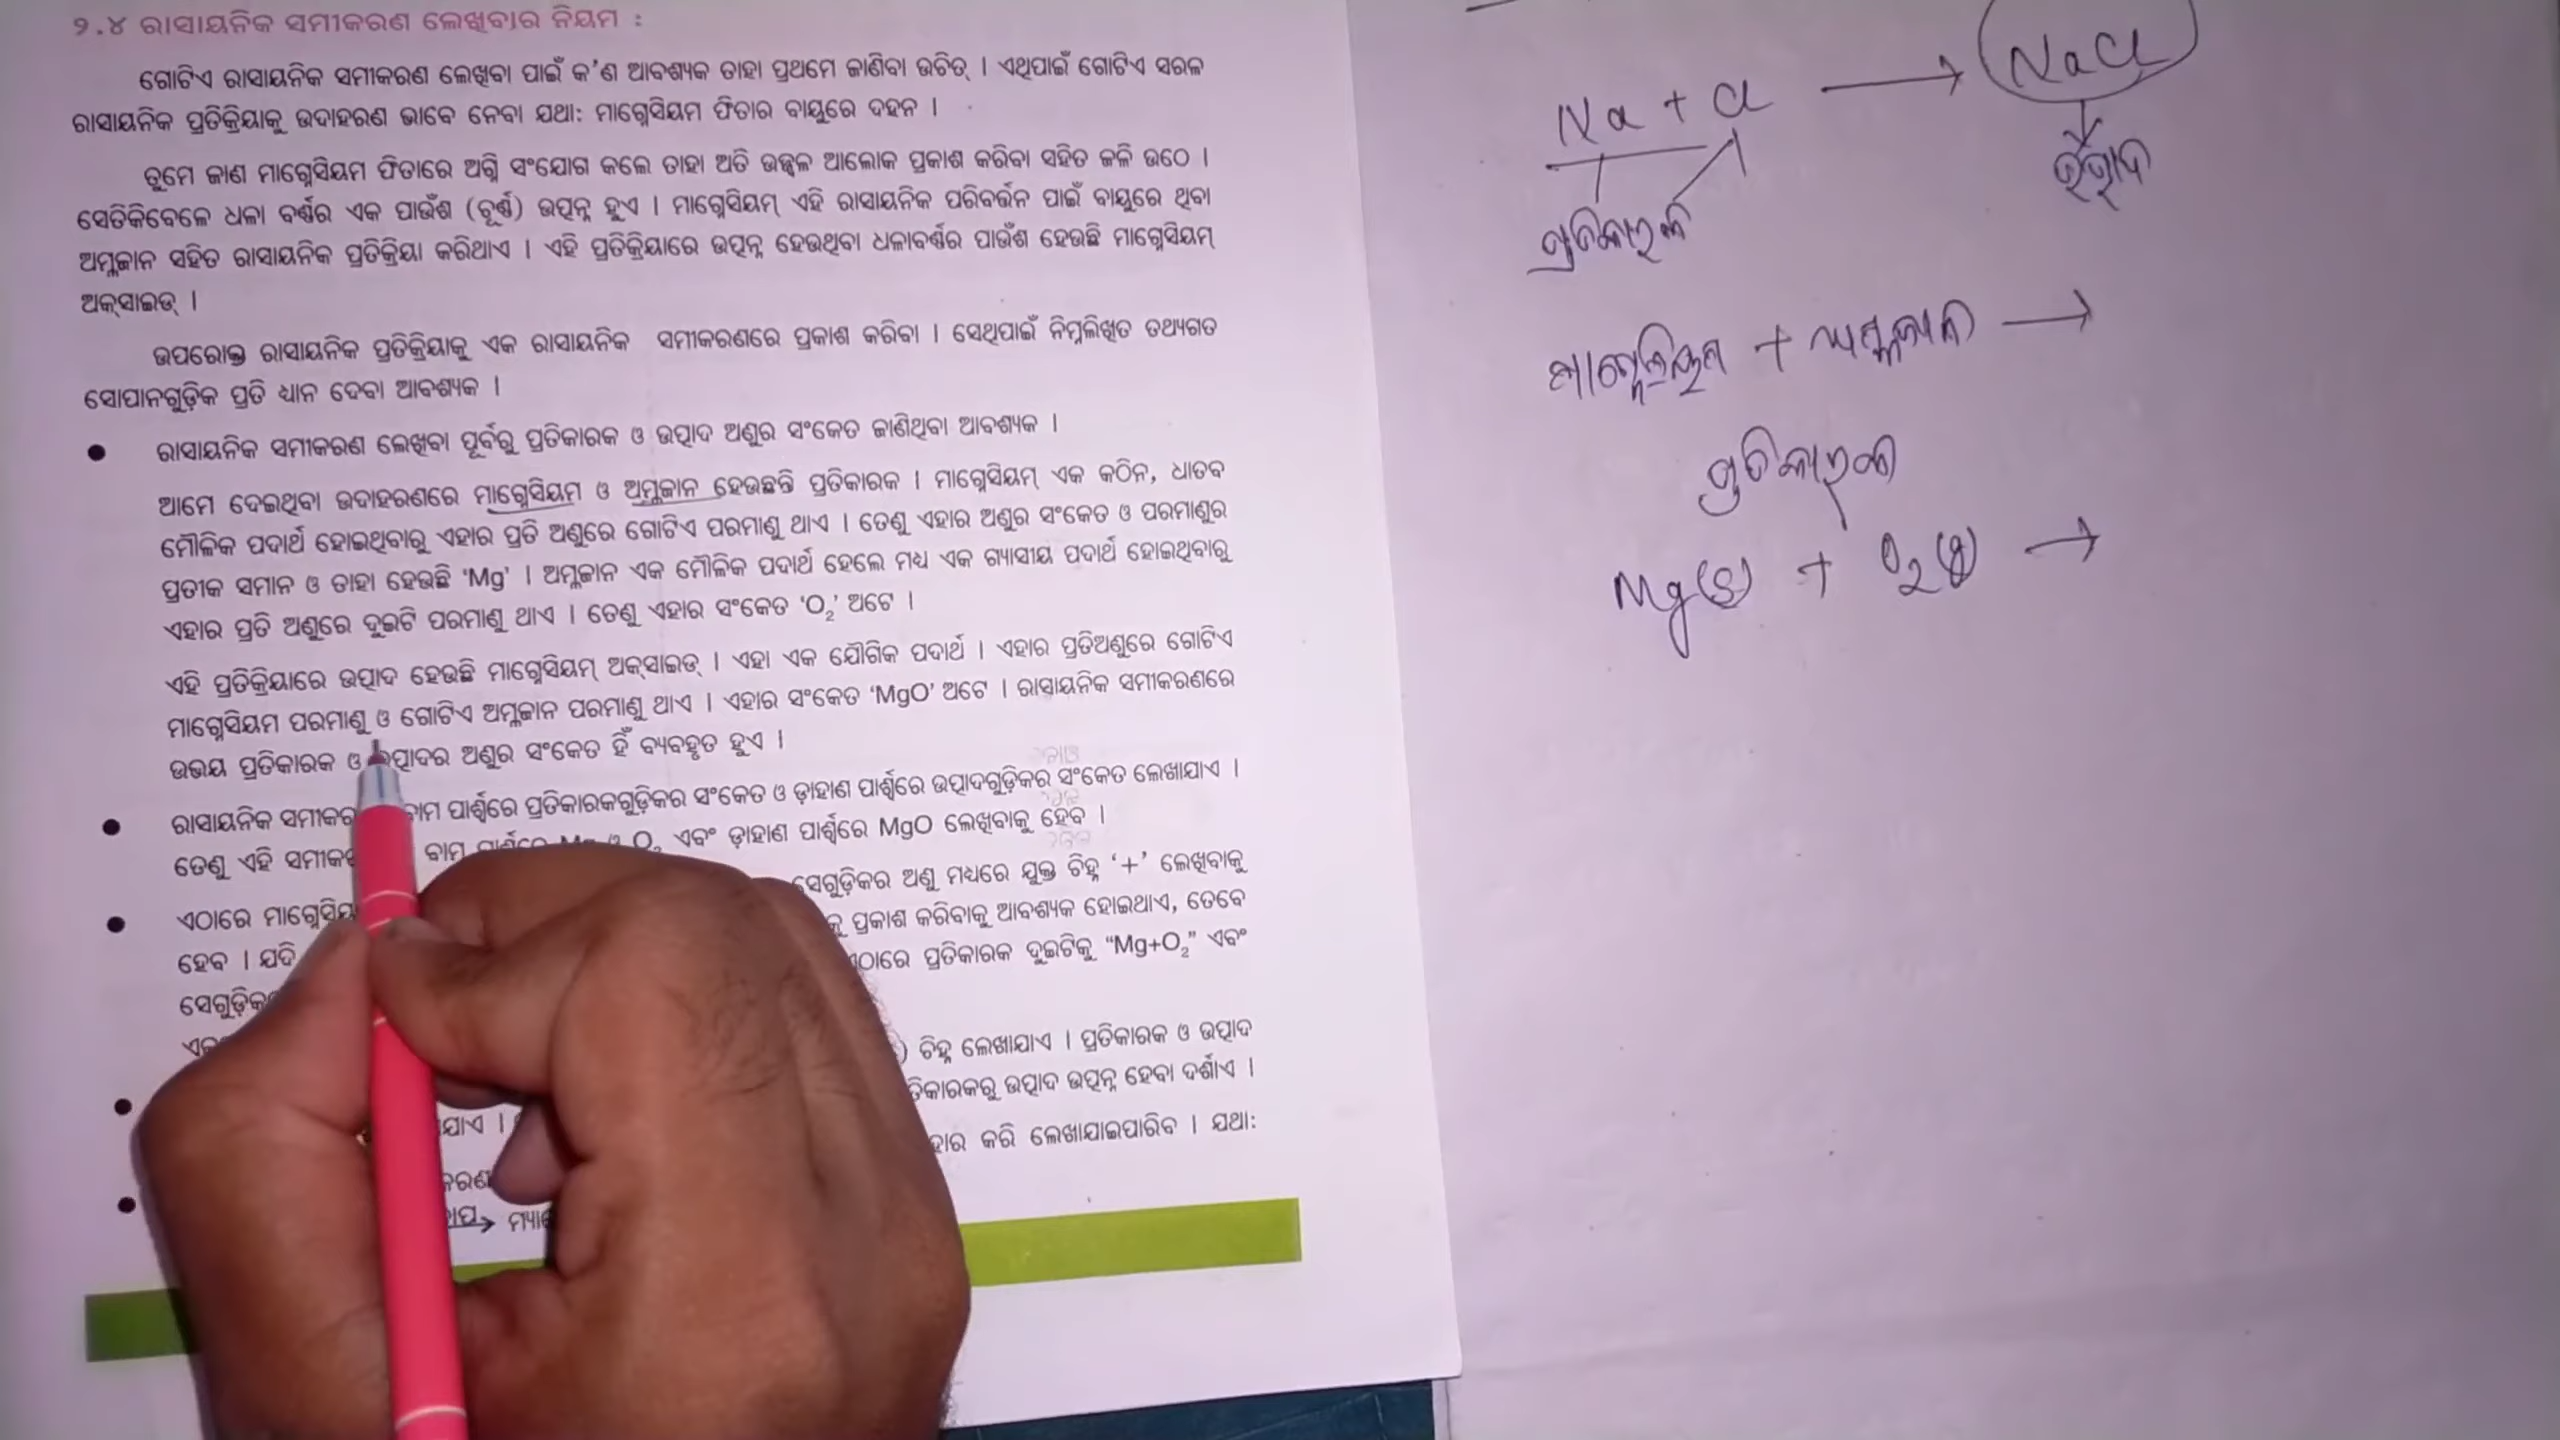 ୨.୪ ରାସାୟନିକ ସମୀକରଣ ଲେଖିବାର ନିୟମ :
ଗୋଟିଏ ରାସାୟନିକ ସମୀକରଣ ଲେଖିବା ପାଇଁ କ'ଣ ଆବଶ୍ୟକ ତାହା ପ୍ରଥମେ ଜାଣିବା ଉଚିତ୍ । ଏଥିପାଇଁ ଗୋଟିଏ ସରଳ
ରାସାୟନିକ ପ୍ରତିକ୍ରିୟାକୁ ଉଦାହରଣ ଭାବେ ନେବା ଯଥା: ମାଗ୍ନେସିୟମ ଫିତାର ବାୟୁରେ ଦହନ ।
ତୁମେ ଜାଣ ମାଗ୍ନେସିୟମ ଫିତାରେ ଅଗ୍ନି ସଂଯୋଗ କଲେ ତାହା ଅତି ଉଜ୍ଜ୍ୱଳ ଆଲୋକ ପ୍ରକାଶ କରିବା ସହିତ ଜଳି ଉଠେ ।
ସେତିକିବେଳେ ଧଳା ବର୍ଣ୍ଣର ଏକ ପାଉଁଶ (ଚୂର୍ଣ୍ଣ) ଉତ୍ପନ୍ନ ହୁଏ । ମାଗ୍ନେସିୟମ୍ ଏହି ରାସାୟନିକ ପରିବର୍ତ୍ତନ ପାଇଁ ବାୟୁରେ ଥିବା
ଅମ୍ଳଜାନ ସହିତ ରାସାୟନିକ ପ୍ରତିକ୍ରିୟା କରିଥାଏ । ଏହି ପ୍ରତିକ୍ରିୟାରେ ଉତ୍ପନ୍ନ ହେଉଥିବା ଧଳାବର୍ଣ୍ଣର ପାଉଁଶ ହେଉଛି ମାଗ୍ନେସିୟମ୍
ଅକ୍ସାଇଡ୍ ।
ଉପରୋକ୍ତ ରାସାୟନିକ ପ୍ରତିକ୍ରିୟାକୁ ଏକ ରାସାୟନିକ ସମୀକରଣରେ ପ୍ରକାଶ କରିବା । ସେଥିପାଇଁ ନିମ୍ନଲିଖିତ ତଥ୍ୟଗତ
ସୋପାନଗୁଡ଼ିକ ପ୍ରତି ଧ୍ୟାନ ଦେବା ଆବଶ୍ୟକ ।
● ରାସାୟନିକ ସମୀକରଣ ଲେଖିବା ପୂର୍ବରୁ ପ୍ରତିକାରକ ଓ ଉତ୍ପାଦ ଅଣୁର ସଂକେତ ଜାଣିଥିବା ଆବଶ୍ୟକ ।
ଆମେ ଦେଇଥିବା ଉଦାହରଣରେ ମାଗ୍ନେସିୟମ ଓ ଅମ୍ଳଜାନ ହେଉଛନ୍ତି ପ୍ରତିକାରକ । ମାଗ୍ନେସିୟମ୍ ଏକ କଠିନ, ଧାତବ
ମୌଳିକ ପଦାର୍ଥ ହୋଇଥିବାରୁ ଏହାର ପ୍ରତି ଅଣୁରେ ଗୋଟିଏ ପରମାଣୁ ଥାଏ । ତେଣୁ ଏହାର ଅଣୁର ସଂକେତ ଓ ପରମାଣୁର
ପ୍ରତୀକ ସମାନ ଓ ତାହା ହେଉଛି 'Mg' । ଅମ୍ଳଜାନ ଏକ ମୌଳିକ ପଦାର୍ଥ ହେଲେ ମଧ୍ୟ ଏକ ଗ୍ୟାସୀୟ ପଦାର୍ଥ ହୋଇଥିବାରୁ
ଏହାର ପ୍ରତି ଅଣୁରେ ଦୁଇଟି ପରମାଣୁ ଥାଏ । ତେଣୁ ଏହାର ସଂକେତ 'O₂' ଅଟେ ।
ଏହି ପ୍ରତିକ୍ରିୟାରେ ଉତ୍ପାଦ ହେଉଛି ମାଗ୍ନେସିୟମ୍ ଅକ୍ସାଇଡ୍ । ଏହା ଏକ ଯୌଗିକ ପଦାର୍ଥ । ଏହାର ପ୍ରତିଅଣୁରେ ଗୋଟିଏ
ମାଗ୍ନେସିୟମ ପରମାଣୁ ଓ ଗୋଟିଏ ଅମ୍ଳଜାନ ପରମାଣୁ ଥାଏ । ଏହାର ସଂକେତ 'MgO' ଅଟେ । ରାସାୟନିକ ସମୀକରଣରେ
ଉଭୟ ପ୍ରତିକାରକ ଓ ଉତ୍ପାଦର ଅଣୁର ସଂକେତ ହିଁ ବ୍ୟବହୃତ ହୁଏ ।
● ରାସାୟନିକ ବାମ ପାର୍ଶ୍ୱରେ ପ୍ରତିକାରକଗୁଡ଼ିକର ସଂକେତ ଓ ଡ଼ାହାଣ ପାର୍ଶ୍ୱରେ ଉତ୍ପାଦଗୁଡ଼ିକର ସଂକେତ ଲେଖାଯାଏ ।
ତେଣୁ ଏହି ବାମ ପାର୍ଶ୍ୱରେ Mg ଓ O₂ ଏବଂ ଡ଼ାହାଣ ପାର୍ଶ୍ୱରେ MgO ଲେଖିବାକୁ ହେବ ।
● ଏଠାରେ ସେଗୁଡ଼ିକର ଅଣୁ ମଧ୍ୟରେ ଯୁକ୍ତ ଚିହ୍ନ '+' ଲେଖିବାକୁ
ହେବ । ଯଦି ପ୍ରକାଶ କରିବାକୁ ଆବଶ୍ୟକ ହୋଇଥାଏ, ତେବେ
ପ୍ରତିକାରକ ଦୁଇଟିକୁ "Mg+O₂" ଏବଂ
● ଚିହ୍ନ ଲେଖାଯାଏ । ପ୍ରତିକାରକ ଓ ଉତ୍ପାଦ
ଉତ୍ପାଦ ଉତ୍ପନ୍ନ ହେବା ଦର୍ଶାଏ ।
● କରି ଲେଖାଯାଇପାରିବ । ଯଥା:
Na + Cl → NaCl
ଉତ୍ପାଦ
ପ୍ରତିକାରକ
ମାଗ୍ନେସିୟମ + ଅମ୍ଳଜାନ →
ପ୍ରତିକାରକ
Mg(s) + O₂(g) →